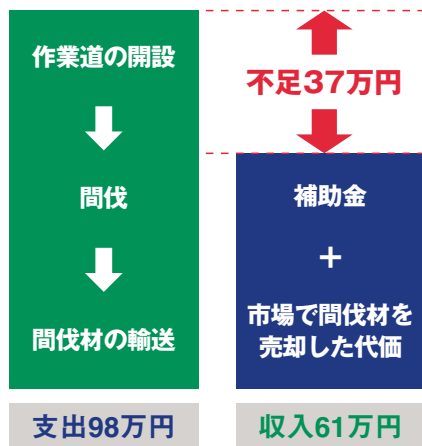 作業道の開設
間伐
間伐材の輸送
支出98万円
不足37万円
補助金
+
市場で間伐材を
売却した代価
収入61万円